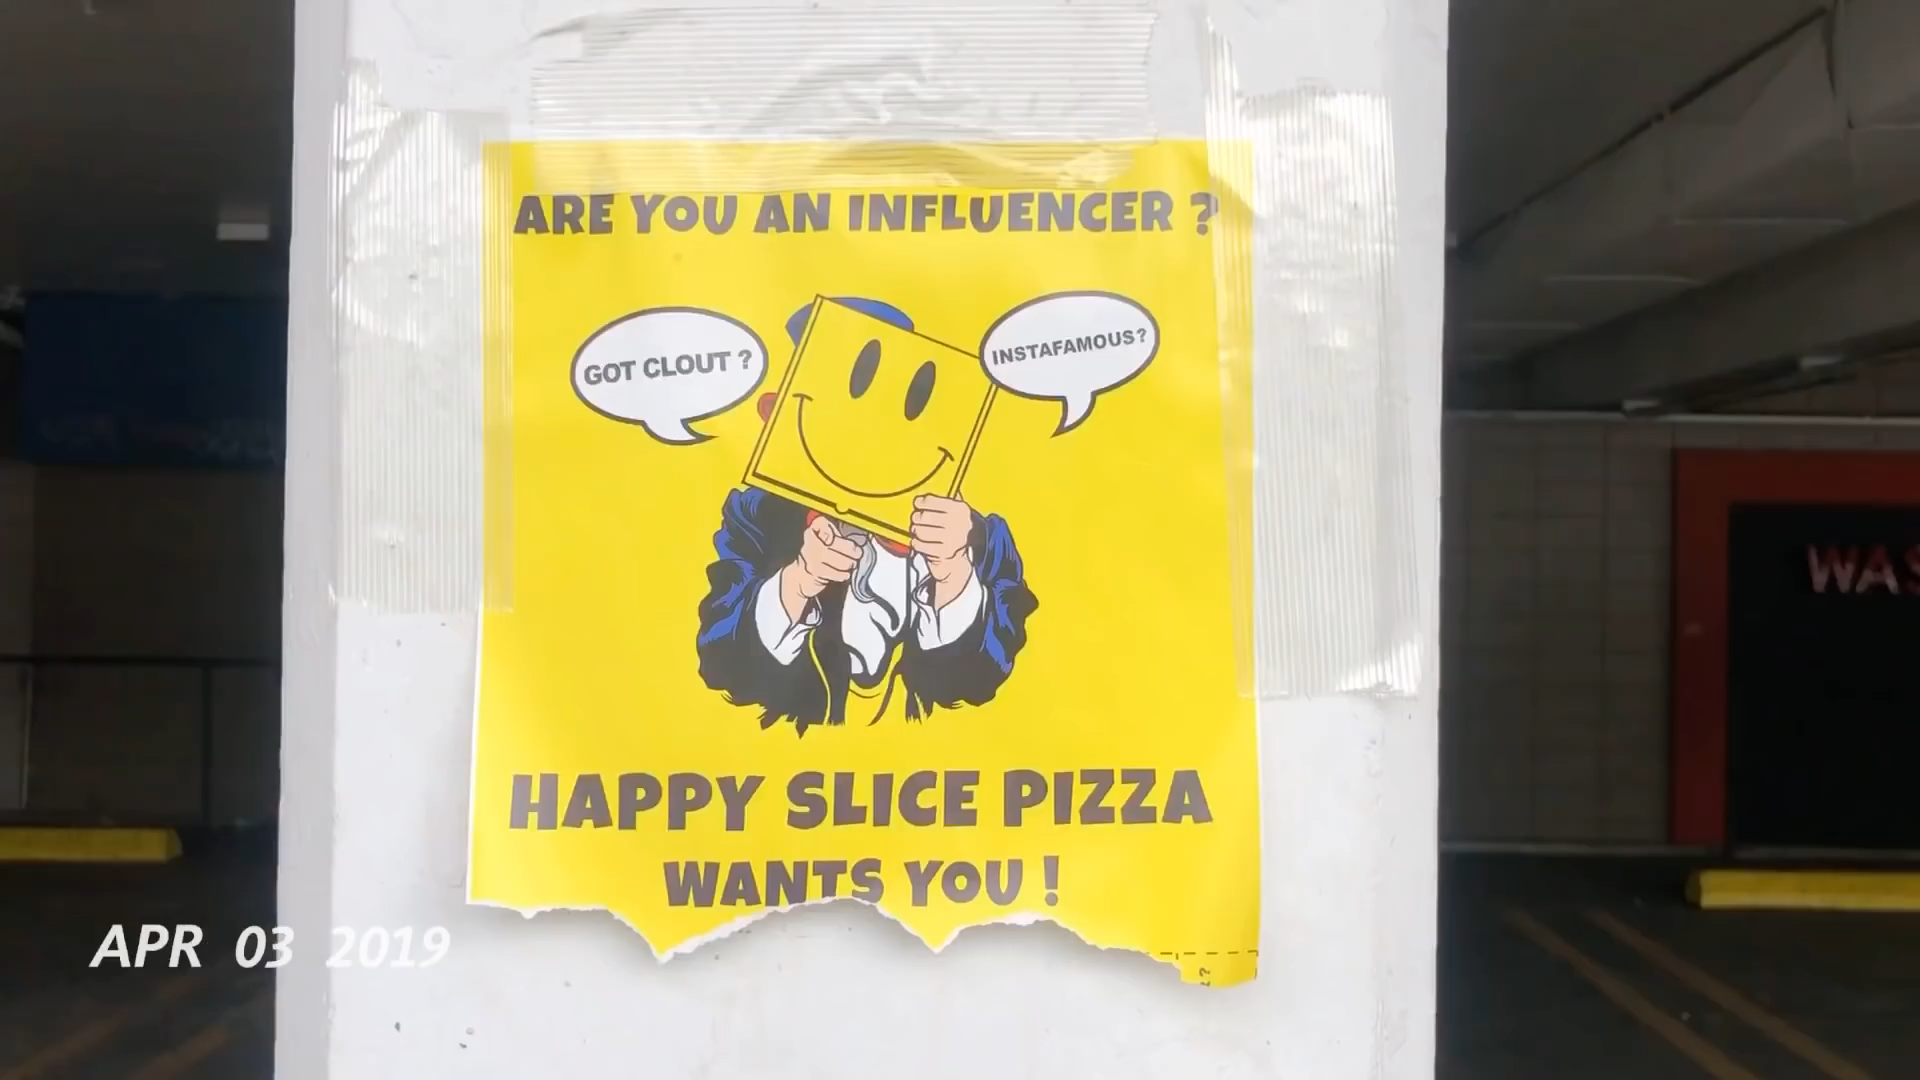 ARE YOU AN INFLUENCER ?
GOT CLOUT ?
INSTAFAMOUS?
HAPPY SLICE PIZZA
WANTS YOU !
APR 03 2019